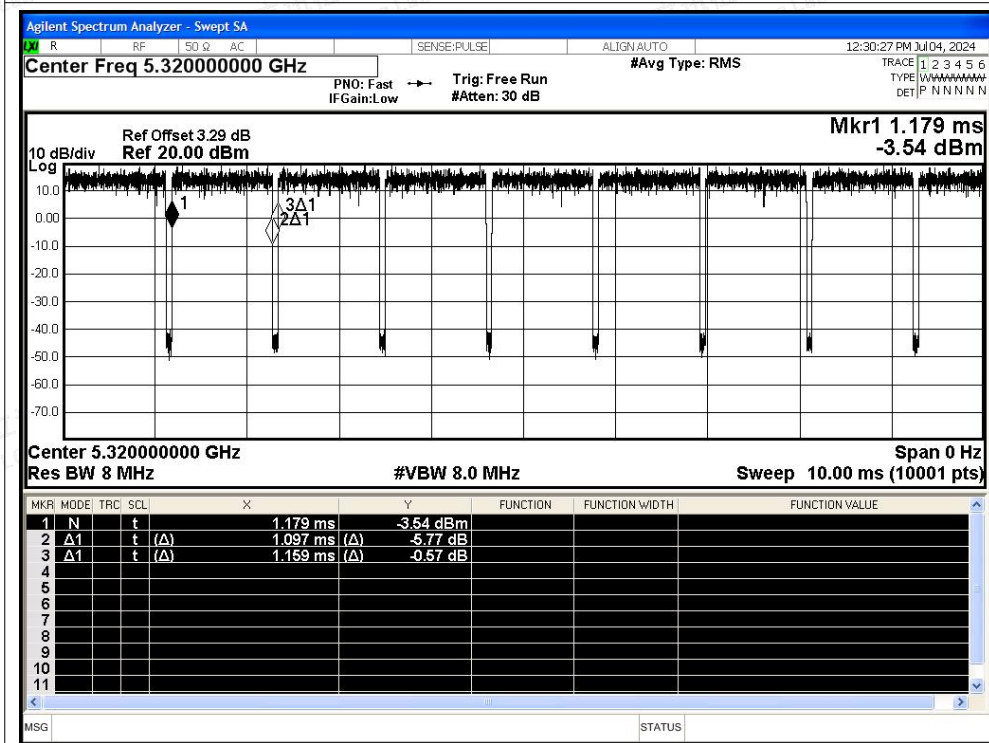 Agilent Spectrum Analyzer - Swept SA
LXI R RF 50 Ω AC SENSE:PULSE ALIGN AUTO 12:30:27 PM Jul 04, 2024
Center Freq 5.320000000 GHz #Avg Type: RMS TRACE 1 2 3 4 5 6
PNO: Fast Trig: Free Run TYPE WWWWWW
IFGain:Low #Atten: 30 dB DET P N N N N N
Mkr1 1.179 ms
Ref Offset 3.29 dB
10 dB/div Ref 20.00 dBm -3.54 dBm
Log
10.0
1
3Δ1
0.00
2Δ1
-10.0
-20.0
-30.0
-40.0
-50.0
-60.0
-70.0
Center 5.320000000 GHz Span 0 Hz
Res BW 8 MHz #VBW 8.0 MHz Sweep 10.00 ms (10001 pts)
MKR MODE TRC SCL X Y FUNCTION FUNCTION WIDTH FUNCTION VALUE
1 N t 1.179 ms -3.54 dBm
2 Δ1 t (Δ) 1.097 ms (Δ) -5.77 dB
3 Δ1 t (Δ) 1.159 ms (Δ) -0.57 dB
4
5
6
7
8
9
10
11
MSG STATUS